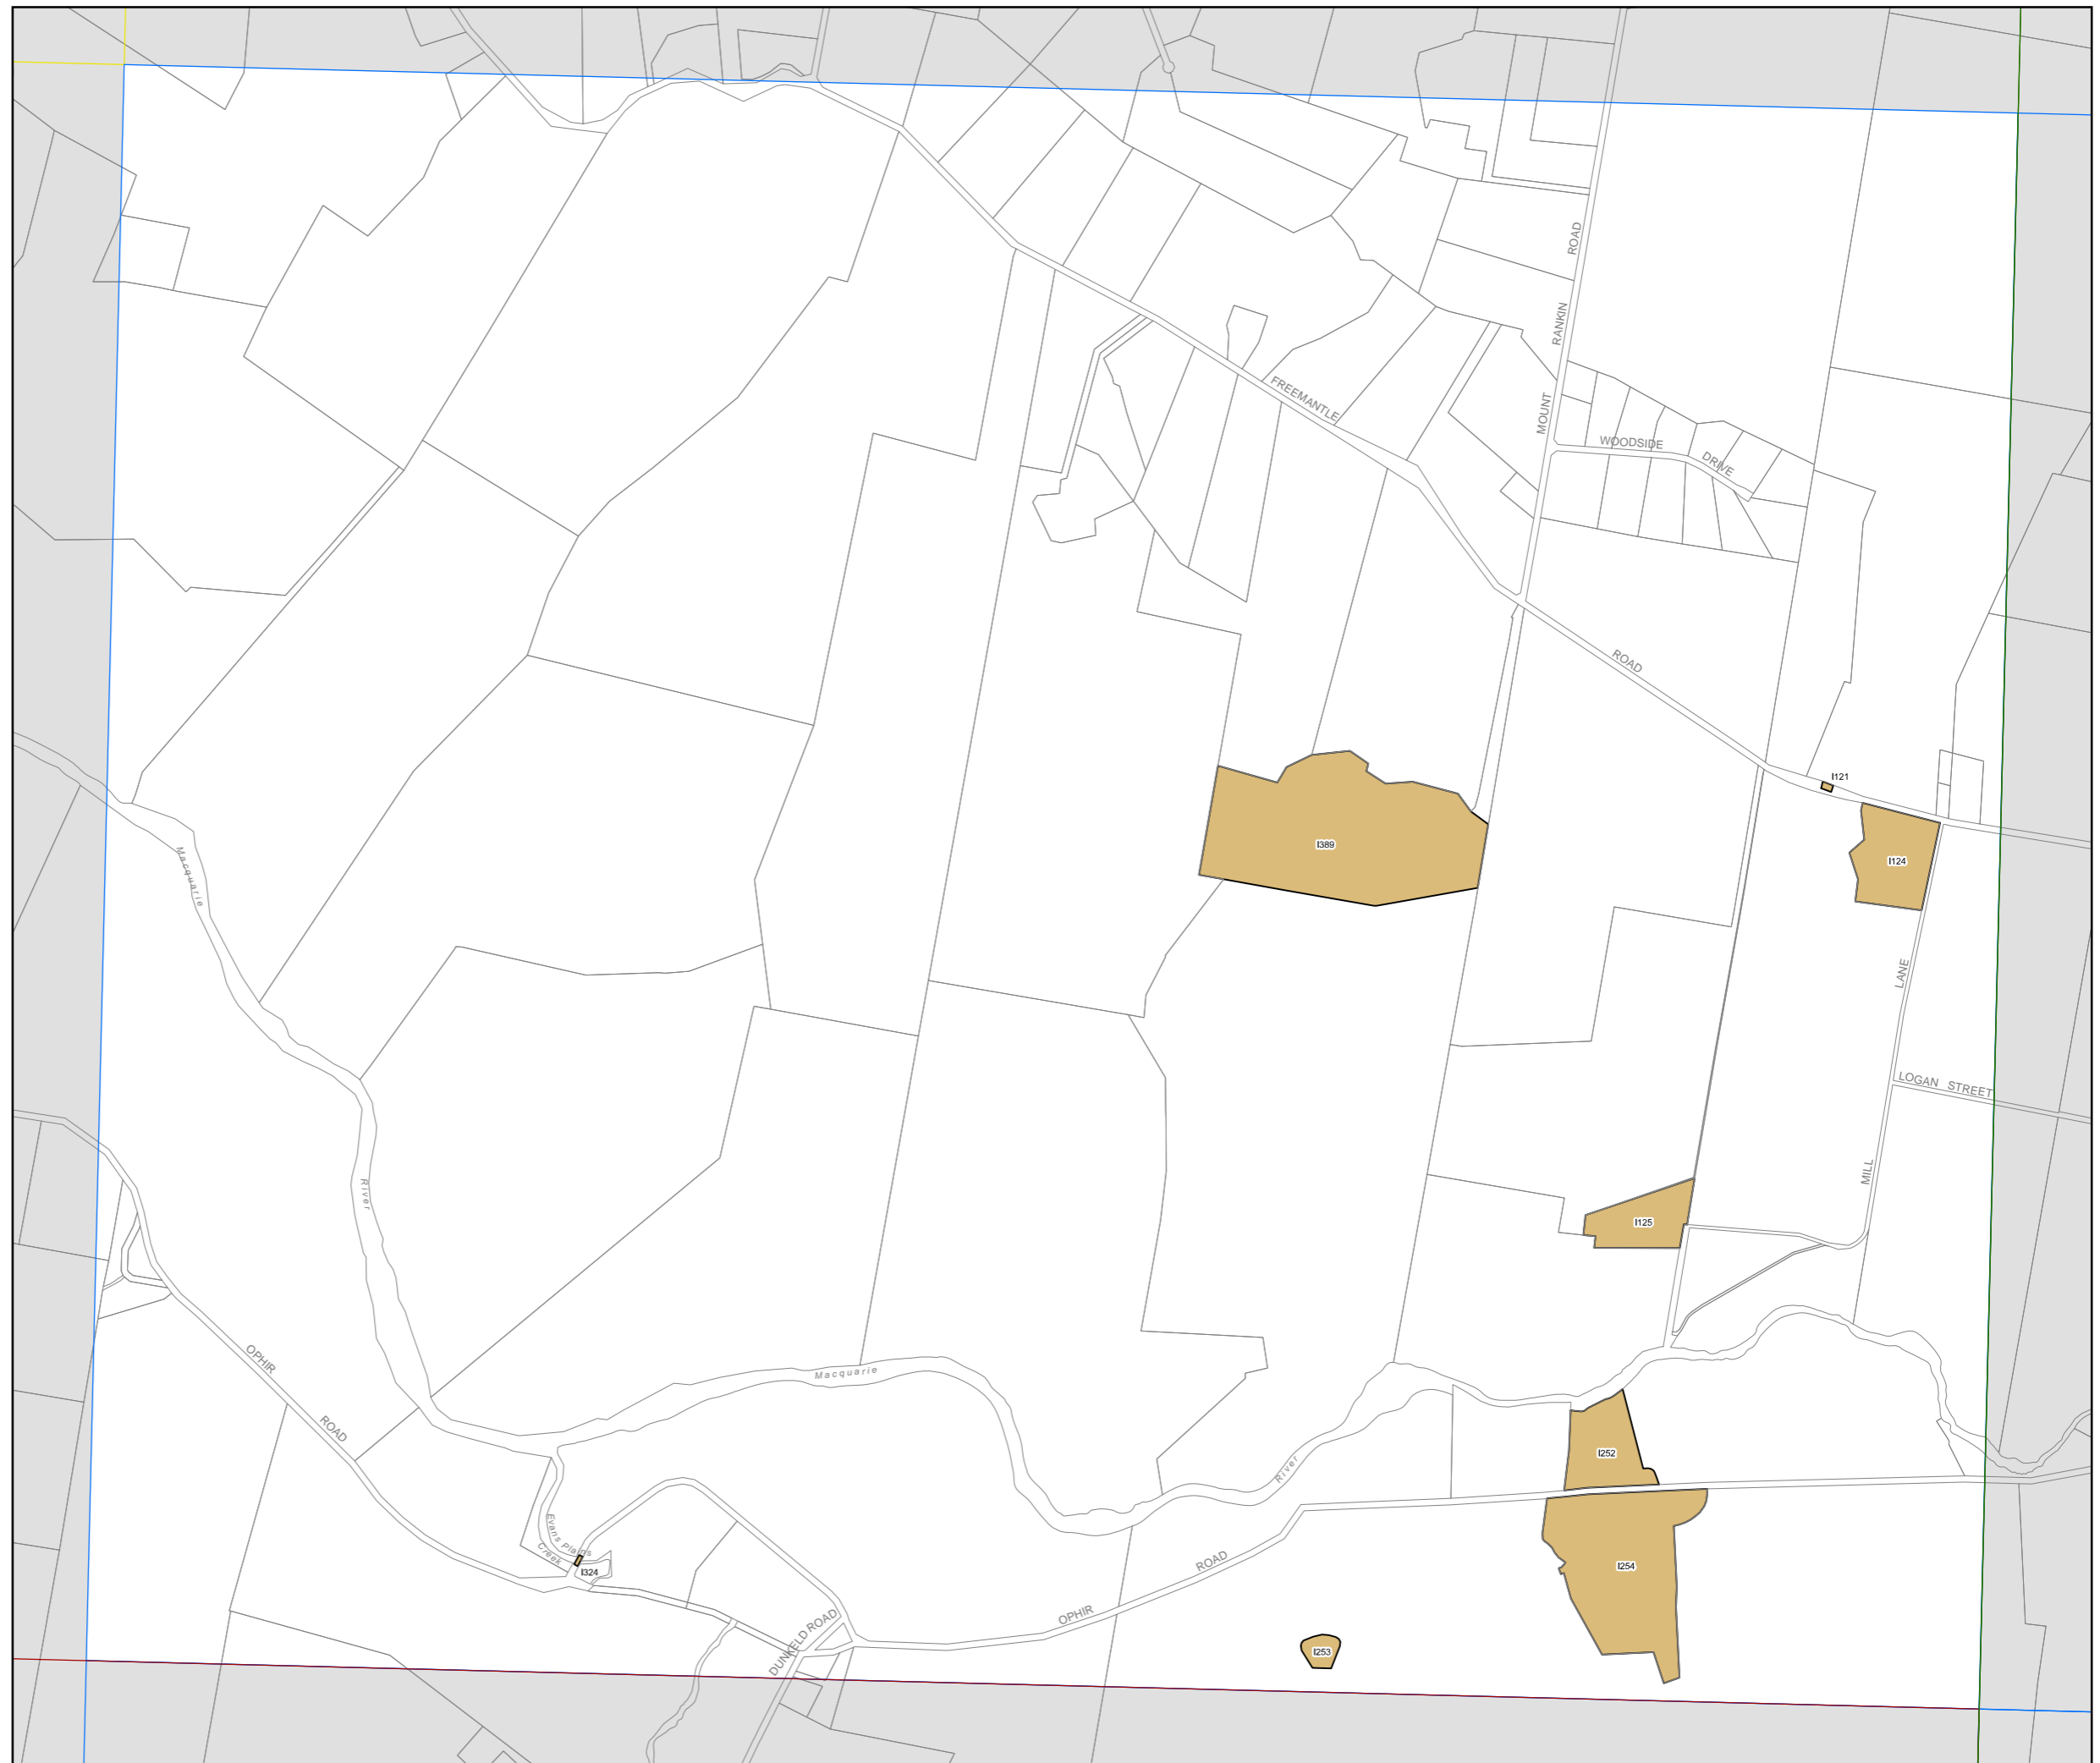 ROAD
RANKIN
MOUNT
FREEMANTLE
WOODSIDE
DRIVE
ROAD
I121
I389
I124
Macquarie
LANE
LOGAN STREET
MILL
River
I125
OPHIR
Macquarie
ROAD
River
I252
Evans Plains
Creek
I324
ROAD
I254
OPHIR
DUNKELD ROAD
I253